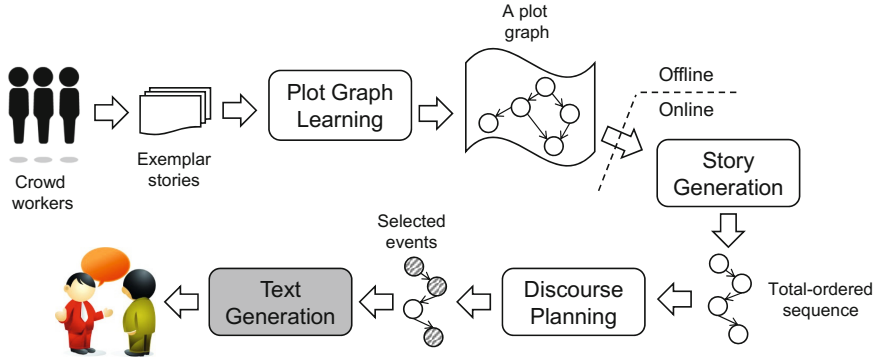 A plot
graph
Offline
Online
Plot Graph
Learning
Story
Generation
Exemplar
stories
Crowd
workers
Selected
events
Text
Generation
Discourse
Planning
Total-ordered
sequence